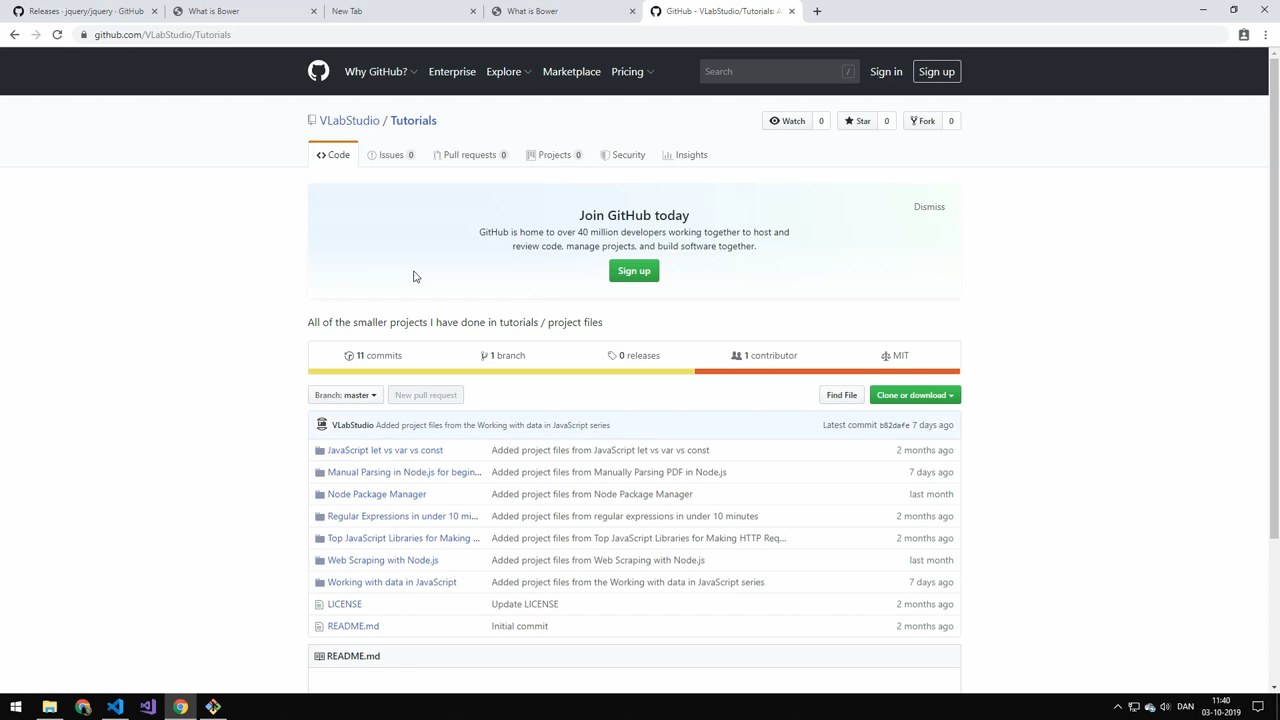 Releases · jquery/jquery · GitHub
What is Bower
New Tab
What is Bower
GitHub - VLabStudio/Tutorials: A
github.com/VLabStudio/Tutorials
Why GitHub? Enterprise Explore Marketplace Pricing Search / Sign in Sign up
VLabStudio / Tutorials
Watch 0 Star 0 Fork 0
Code Issues 0 Pull requests 0 Projects 0 Security Insights
Dismiss
Join GitHub today
GitHub is home to over 40 million developers working together to host and
review code, manage projects, and build software together.
Sign up
All of the smaller projects I have done in tutorials / project files
11 commits 1 branch 0 releases 1 contributor MIT
Branch: master New pull request Find File Clone or download
VLabStudio Added project files from the Working with data in JavaScript series Latest commit b82dafe 7 days ago
JavaScript let vs var vs const Added project files from JavaScript let vs var vs const 2 months ago
Manual Parsing in Node.js for begin... Added project files from Manually Parsing PDF in Node.js 7 days ago
Node Package Manager Added project files from Node Package Manager last month
Regular Expressions in under 10 mi... Added project files from regular expressions in under 10 minutes 2 months ago
Top JavaScript Libraries for Making ... Added project files from Top JavaScript Libraries for Making HTTP Req... 2 months ago
Web Scraping with Node.js Added project files from Web Scraping with Node.js last month
Working with data in JavaScript Added project files from the Working with data in JavaScript series 7 days ago
LICENSE Update LICENSE 2 months ago
README.md Initial commit 2 months ago
README.md
DAN
11:40
03-10-2019